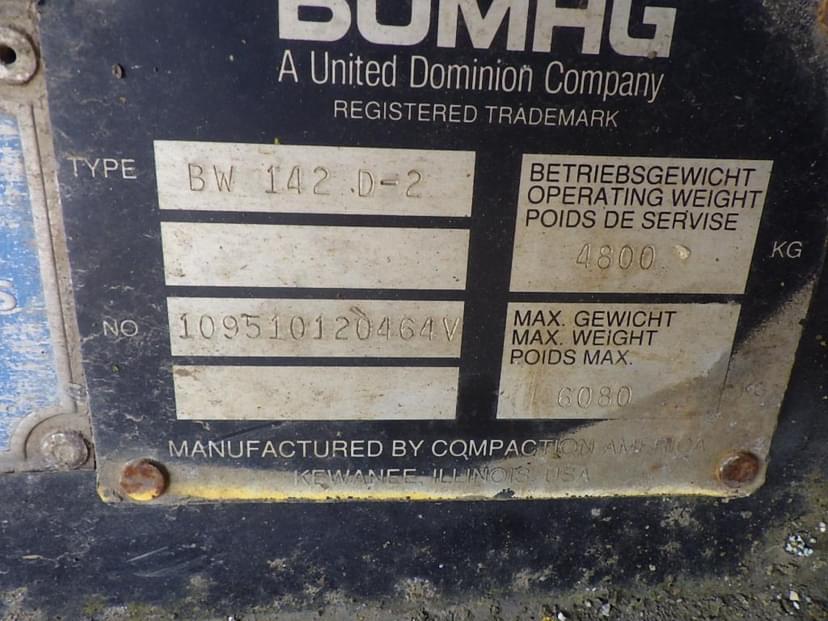 BOMAG
A United Dominion Company
REGISTERED TRADEMARK
TYPE BW 142 D-2
BETRIEBSGEWICHT
OPERATING WEIGHT
POIDS DE SERVISE
4800 KG
NO 109510120464V
MAX. GEWICHT
MAX. WEIGHT
POIDS MAX.
6080 KG
MANUFACTURED BY COMPACTION AMERICA
KEWANEE, ILLINOIS, USA
S